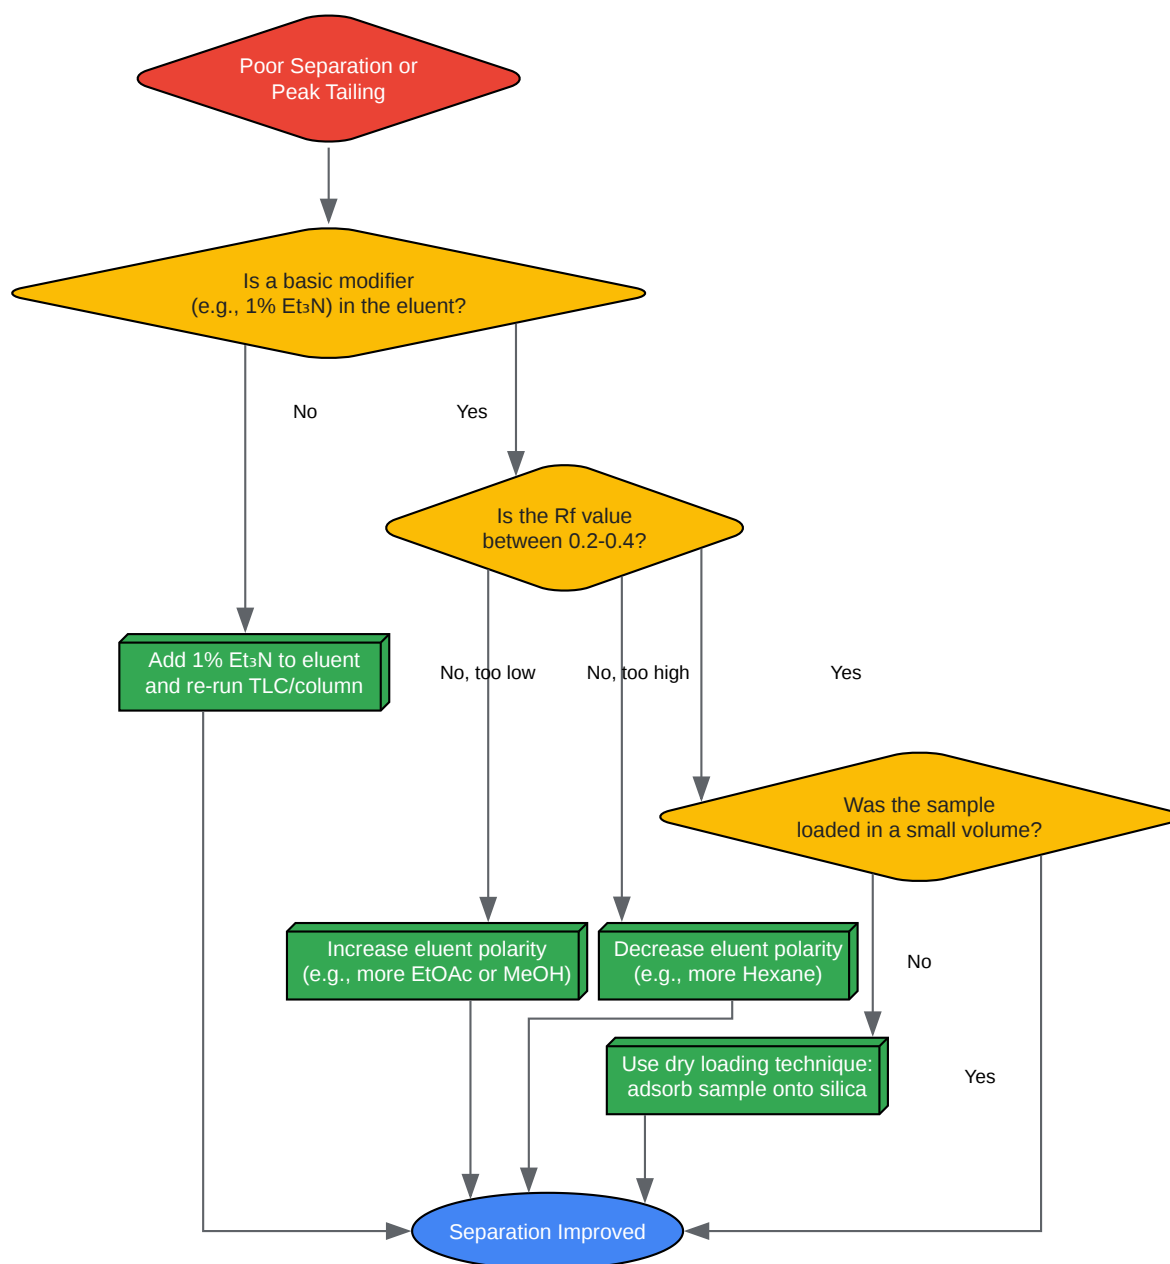 Poor Separation or
Peak Tailing
Is a basic modifier
(e.g., 1% Et₃N) in the eluent?
No
Yes
Is the Rf value
between 0.2-0.4?
Add 1% Et₃N to eluent
and re-run TLC/column
No, too low
No, too high
Yes
Was the sample
loaded in a small volume?
Increase eluent polarity
(e.g., more EtOAc or MeOH)
Decrease eluent polarity
(e.g., more Hexane)
No
Use dry loading technique:
adsorb sample onto silica
Yes
Separation Improved